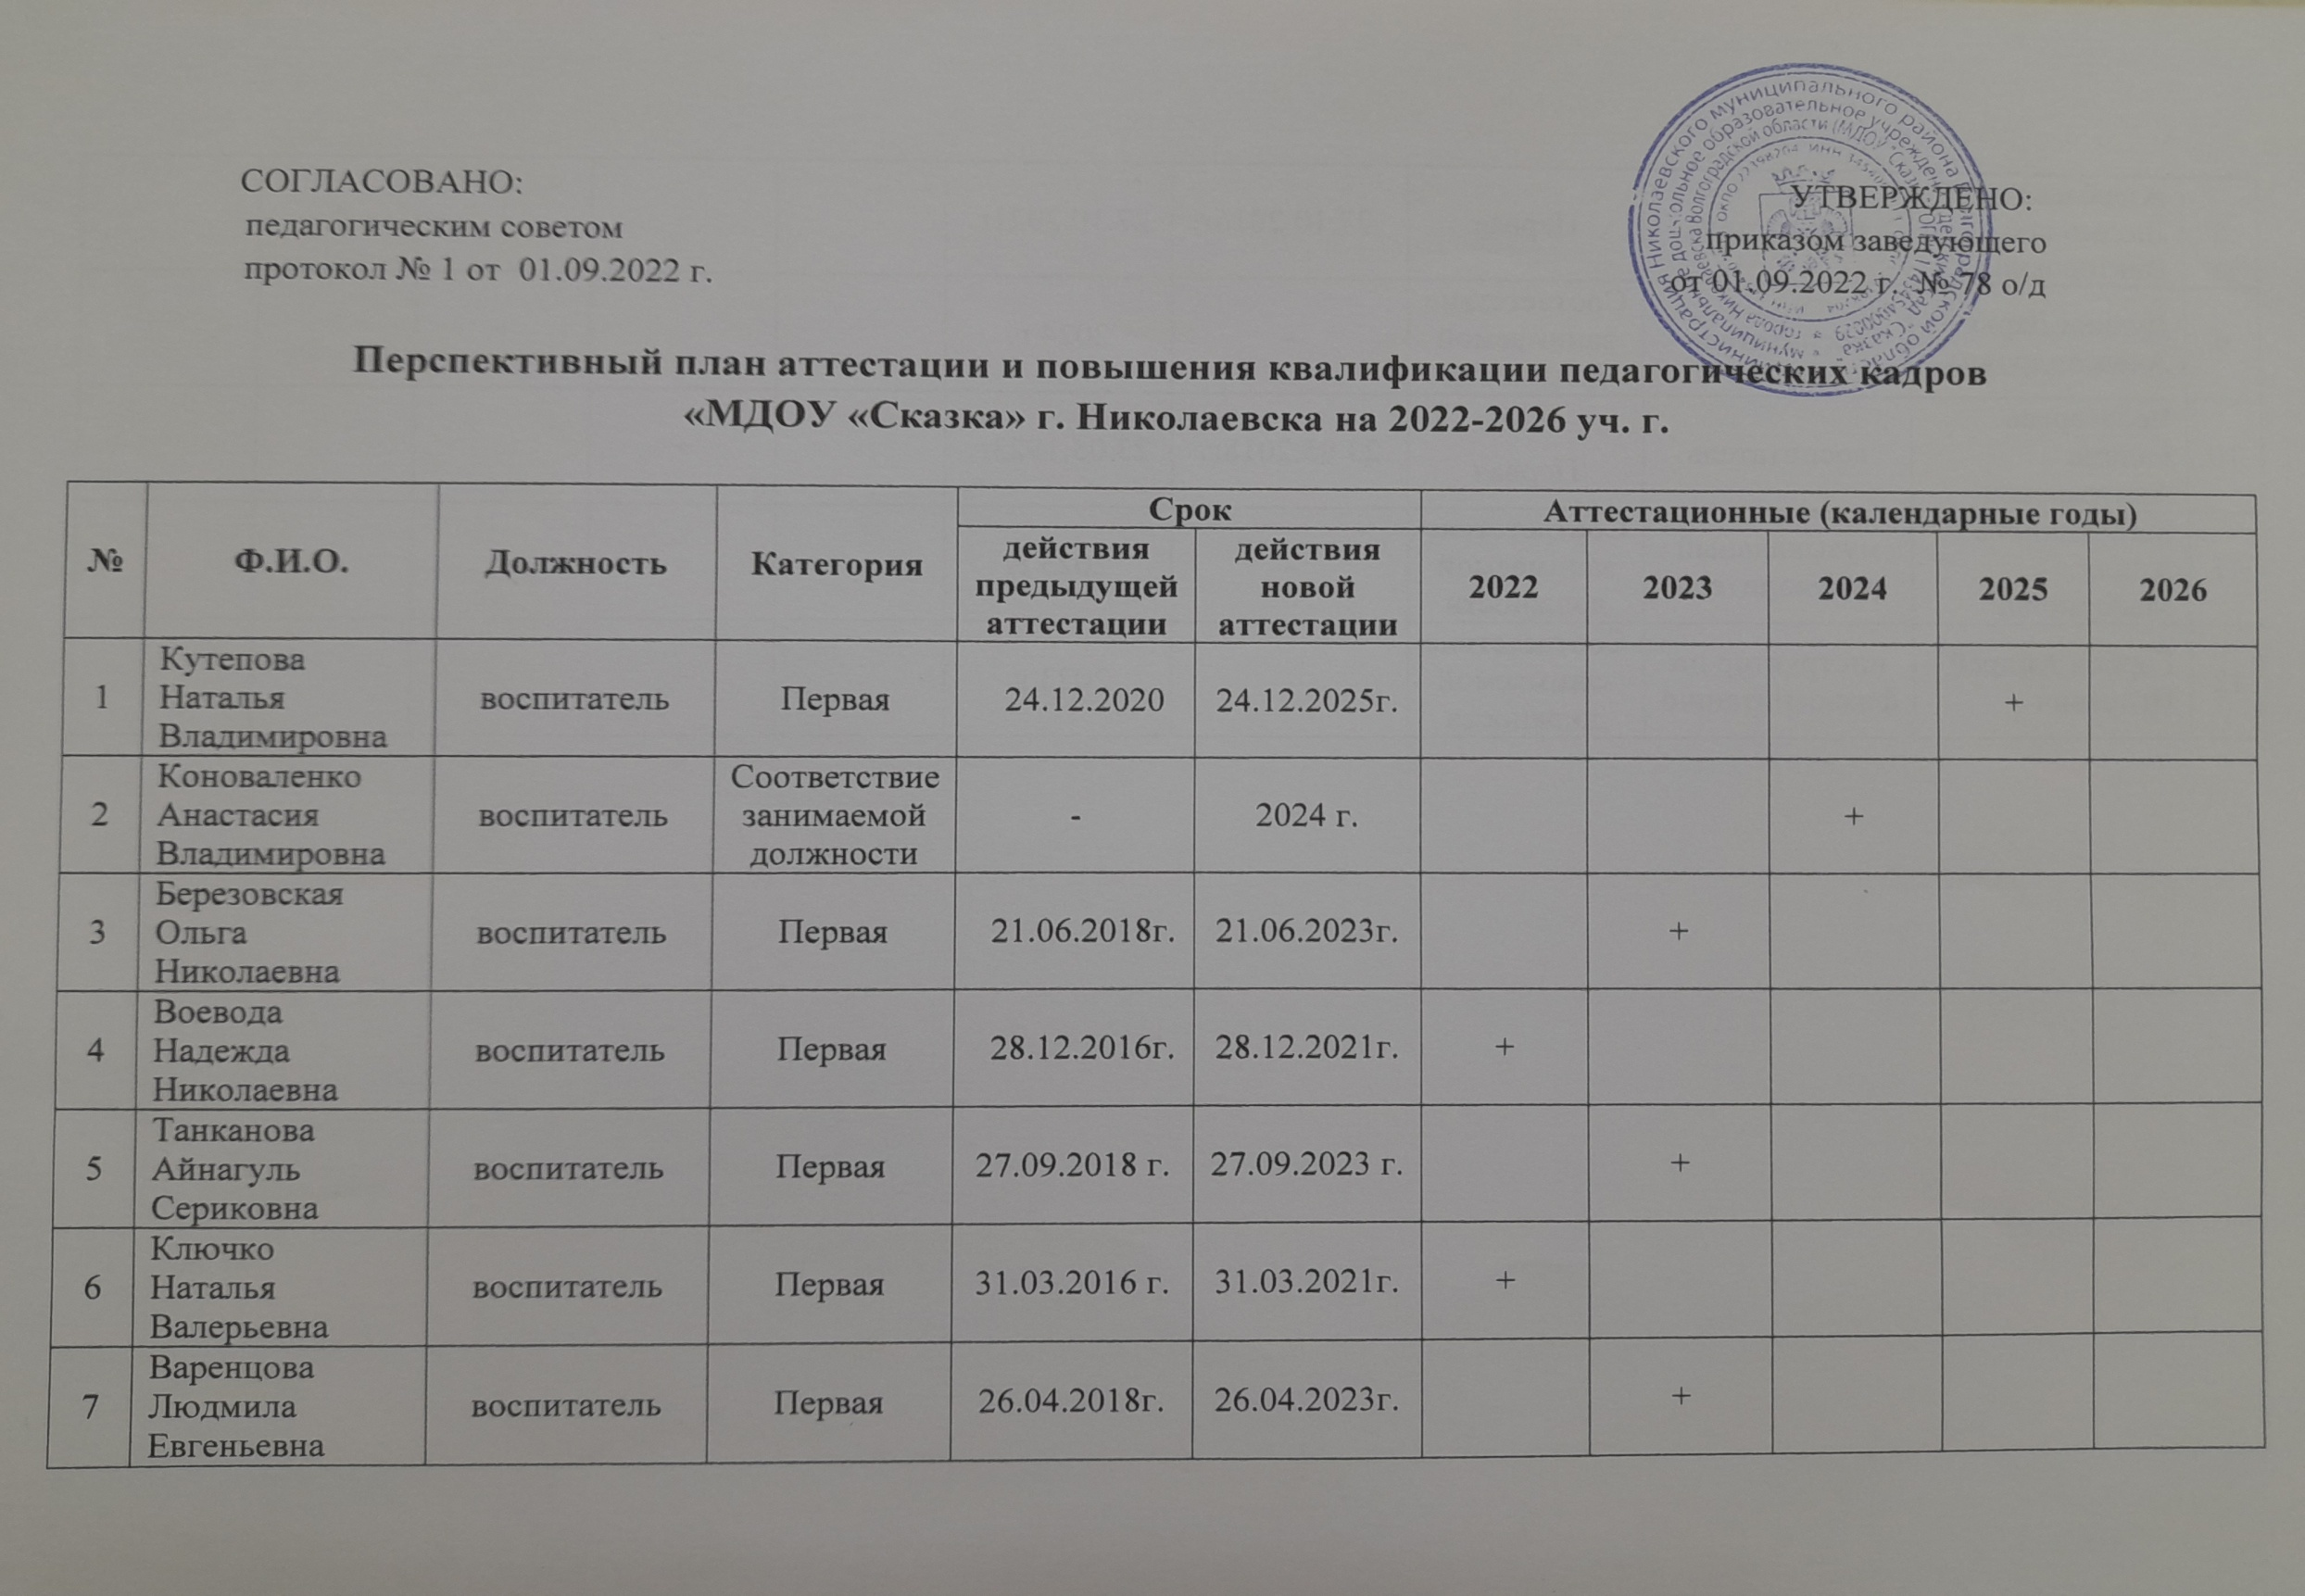 СОГЛАСОВАНО:
педагогическим советом
протокол № 1 от 01.09.2022 г.
УТВЕРЖДЕНО:
приказом заведующего
от 01.09.2022 г. № 78 о/д
Перспективный план аттестации и повышения квалификации педагогических кадров
«МДОУ «Сказка» г. Николаевска на 2022-2026 уч. г.
№ Ф.И.О. Должность Категория
Срок
Аттестационные (календарные годы)
действия
предыдущей
аттестации
действия
новой
аттестации
2022 2023 2024 2025 2026
1
Кутепова
Наталья
Владимировна
воспитатель Первая 24.12.2020 24.12.2025г. +
2
Коноваленко
Анастасия
Владимировна
воспитатель
Соответствие
занимаемой
должности
- 2024 г. +
3
Березовская
Ольга
Николаевна
воспитатель Первая 21.06.2018г. 21.06.2023г. +
4
Воевода
Надежда
Николаевна
воспитатель Первая 28.12.2016г. 28.12.2021г. +
5
Танканова
Айнагуль
Сериковна
воспитатель Первая 27.09.2018 г. 27.09.2023 г. +
6
Ключко
Наталья
Валерьевна
воспитатель Первая 31.03.2016 г. 31.03.2021г. +
7
Варенцова
Людмила
Евгеньевна
воспитатель Первая 26.04.2018г. 26.04.2023г. +